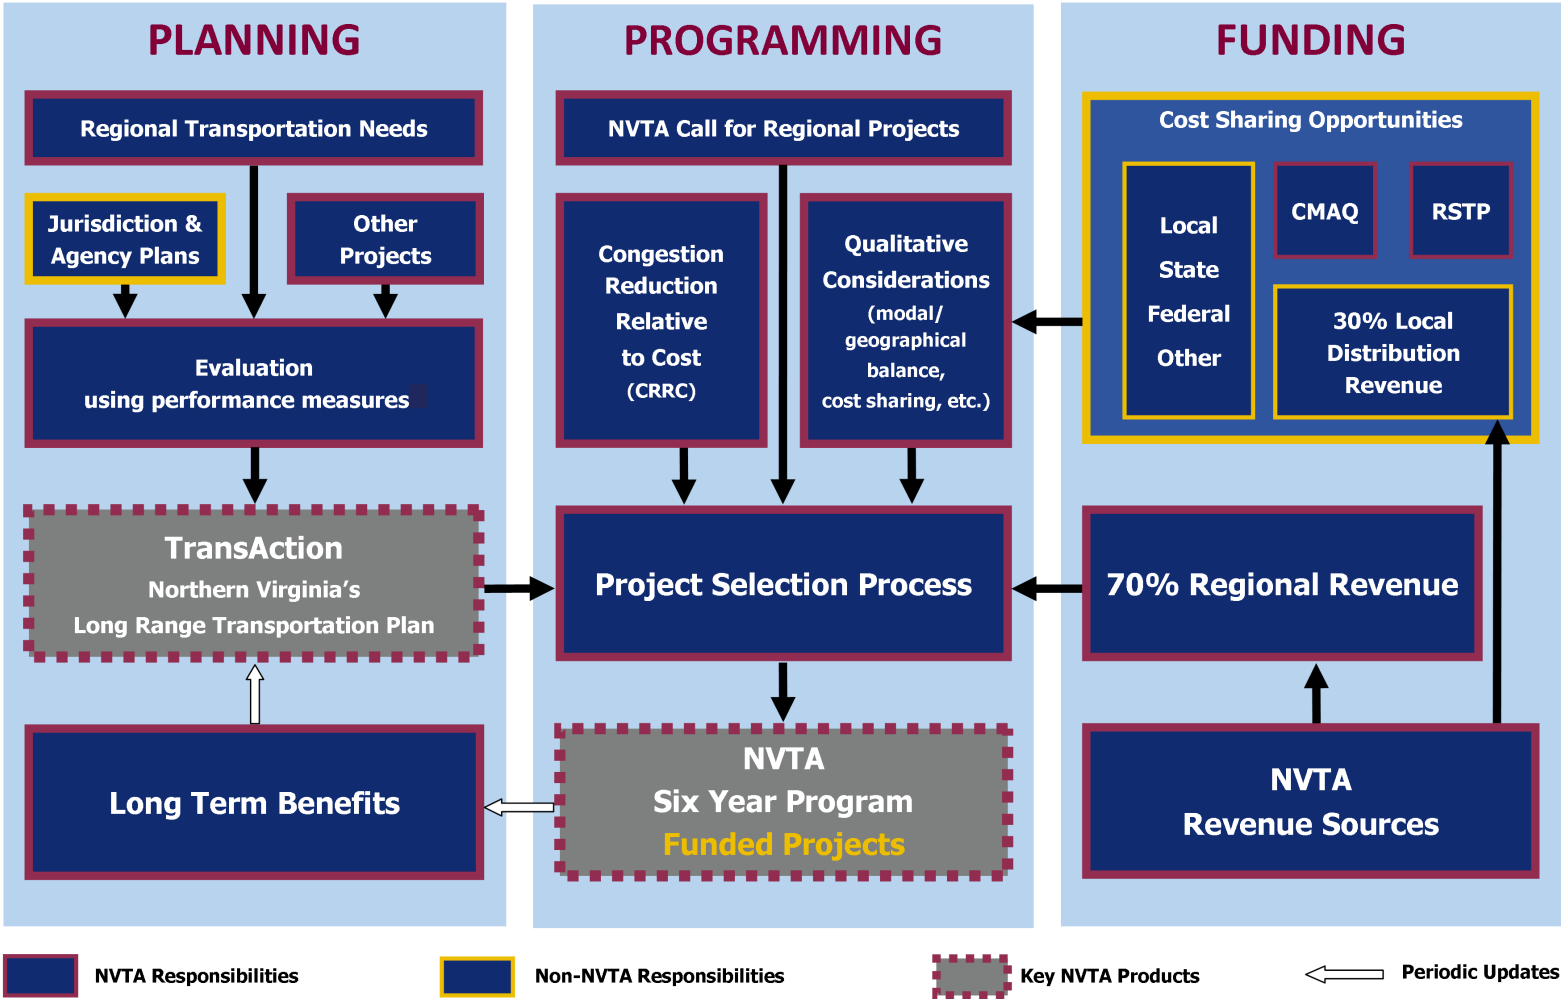 PLANNING
Regional Transportation Needs
Jurisdiction &
Agency Plans
Other
Projects
Evaluation
using performance measures
TransAction
Northern Virginia’s
Long Range Transportation Plan
Long Term Benefits
PROGRAMMING
NVTA Call for Regional Projects
Congestion
Reduction
Relative
to Cost
(CRRC)
Qualitative
Considerations
(modal/
geographical
balance,
cost sharing, etc.)
Project Selection Process
NVTA
Six Year Program
Funded Projects
FUNDING
Cost Sharing Opportunities
Local
State
Federal
Other
CMAQ
RSTP
30% Local
Distribution
Revenue
70% Regional Revenue
NVTA
Revenue Sources
NVTA Responsibilities
Non-NVTA Responsibilities
Key NVTA Products
Periodic Updates